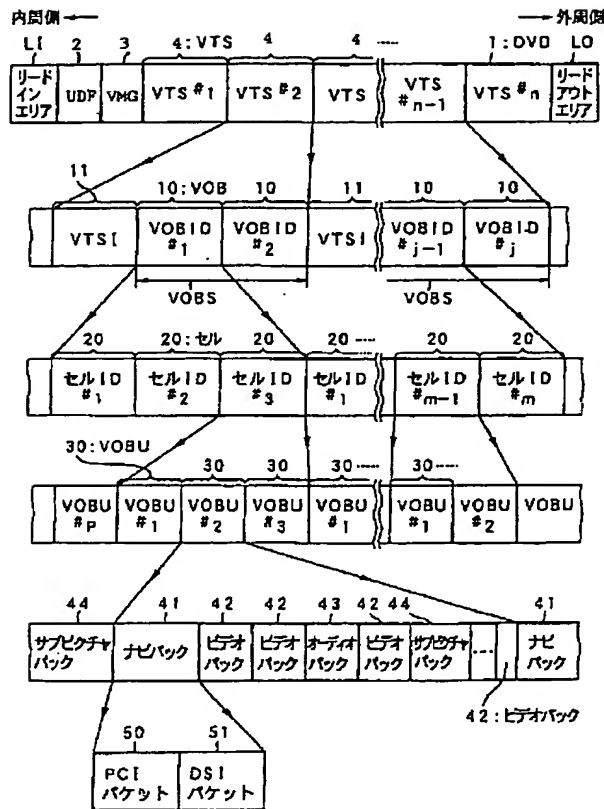 内周側 外周側
LI 2 3 4:VTS 4 4 ..... 1:DVD LO
リード
イン
エリア
UDF VMG VTS #1 VTS #2 VTS VTS
#n-1 VTS #n
リード
アウト
エリア
11 10:VOB 10 11 10 10
VTSI VOBID
#1 VOBID
#2 VTSI VOBID
#j-1 VOBID
#j
VOBS VOBS
20 20:セル 20 20 ..... 20 20
セルID
#1 セルID
#2 セルID
#3 セルID
#1 セルID
#m-1 セルID
#m
30:VOBU 30 30 30 ..... 30 .....
VOBU
#P VOBU
#1 VOBU
#2 VOBU
#3 VOBU
#1 VOBU
#1 VOBU
#2 VOBU
44 41 42 42 43 42 44 41
サブピクチャ
パック ナビパック ビデオ
パック ビデオ
パック オーディオ
パック ビデオ
パック サブピクチャ
パック .... ナビ
パック
42:ビデオパック
50 51
PCI
パケット DSI
パケット